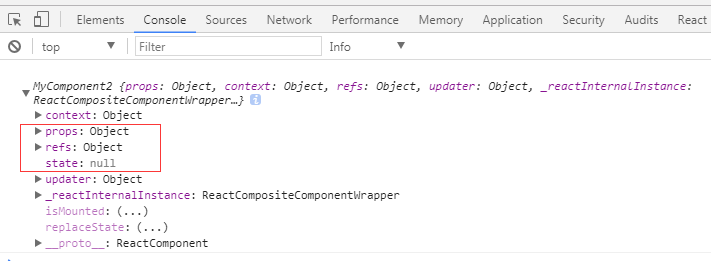 Elements Console Sources Network Performance Memory Application Security Audits React
top Filter Info
MyComponent2 {props: Object, context: Object, refs: Object, updater: Object, _reactInternalInstance:
ReactCompositeComponentWrapper…} i
context: Object
props: Object
refs: Object
state: null
updater: Object
_reactInternalInstance: ReactCompositeComponentWrapper
isMounted: (...)
replaceState: (...)
__proto__: ReactComponent